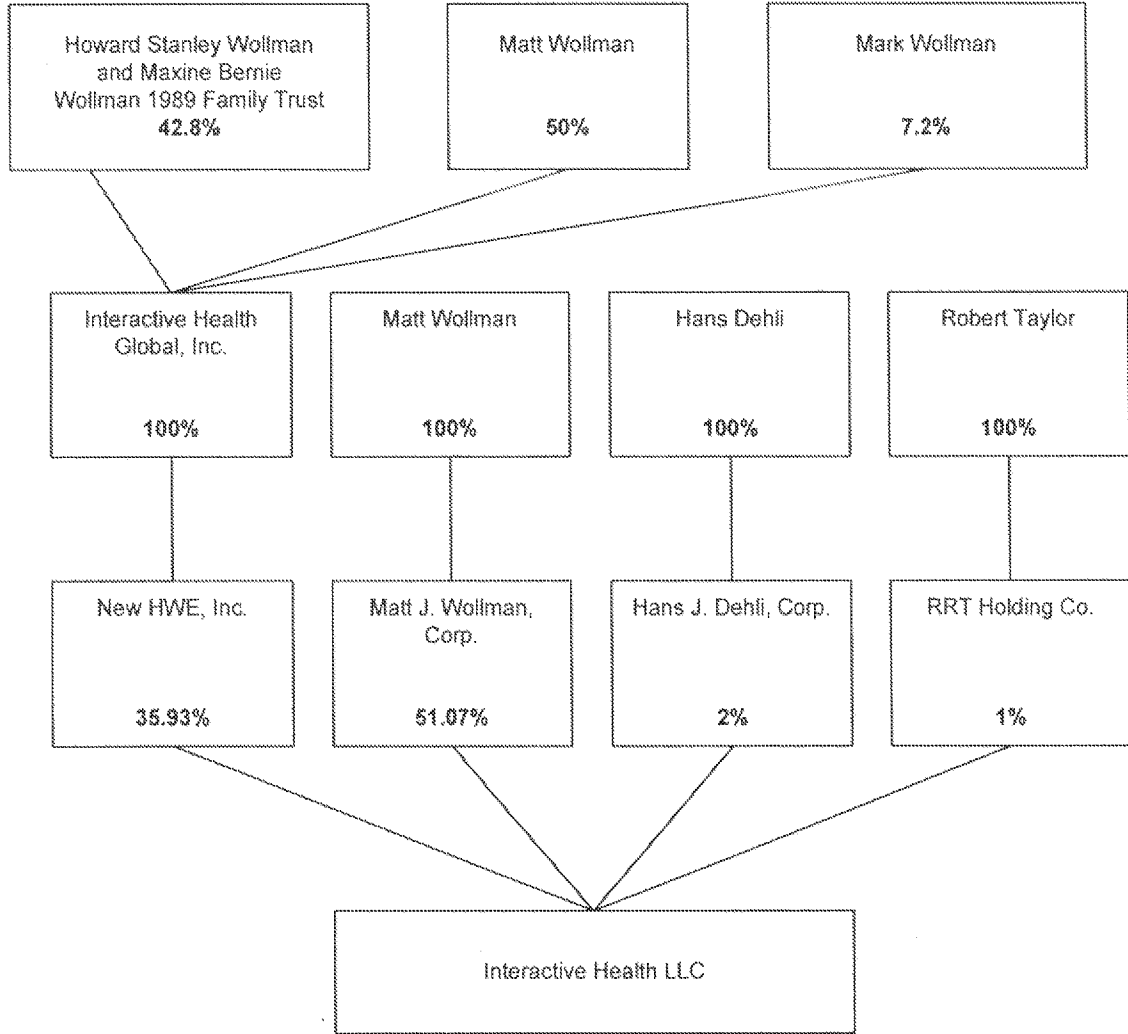 Howard Stanley Wollman
and Maxine Bernie
Wollman 1989 Family Trust
42.8%
Matt Wollman
50%
Mark Wollman
7.2%
Interactive Health
Global, Inc.
100%
Matt Wollman
100%
Hans Dehli
100%
Robert Taylor
100%
New HWE, Inc.
35.93%
Matt J. Wollman,
Corp.
51.07%
Hans J. Dehli, Corp.
2%
RRT Holding Co.
1%
Interactive Health LLC